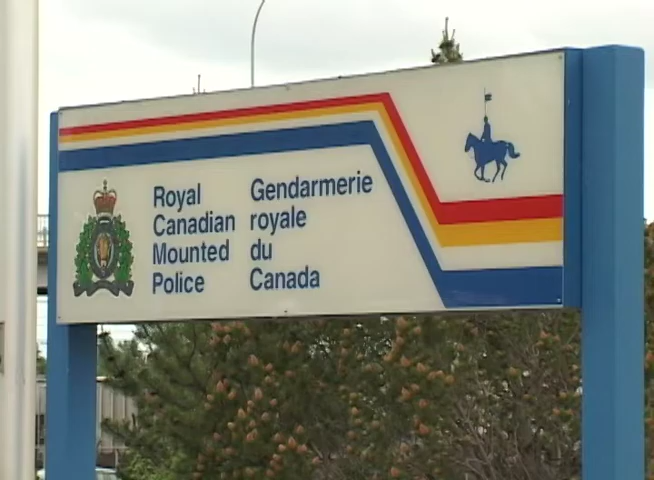 Royal
Canadian
Mounted
Police
Gendarmerie
royale
du
Canada